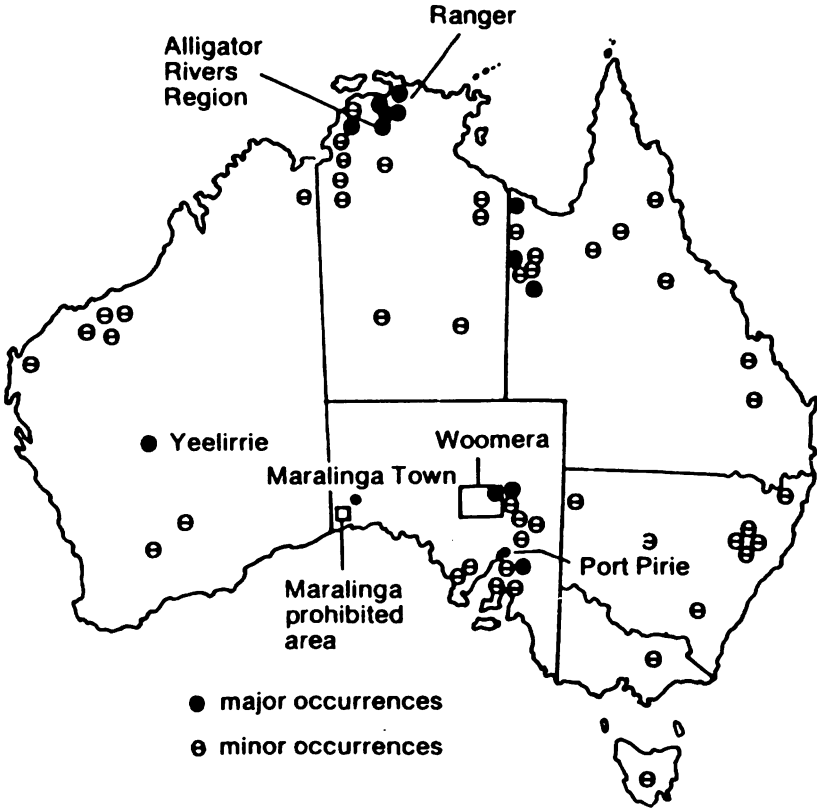 Ranger
Alligator
Rivers
Region
Yeelirrie
Woomera
Maralinga Town
Port Pirie
Maralinga
prohibited
area
major occurrences
minor occurrences